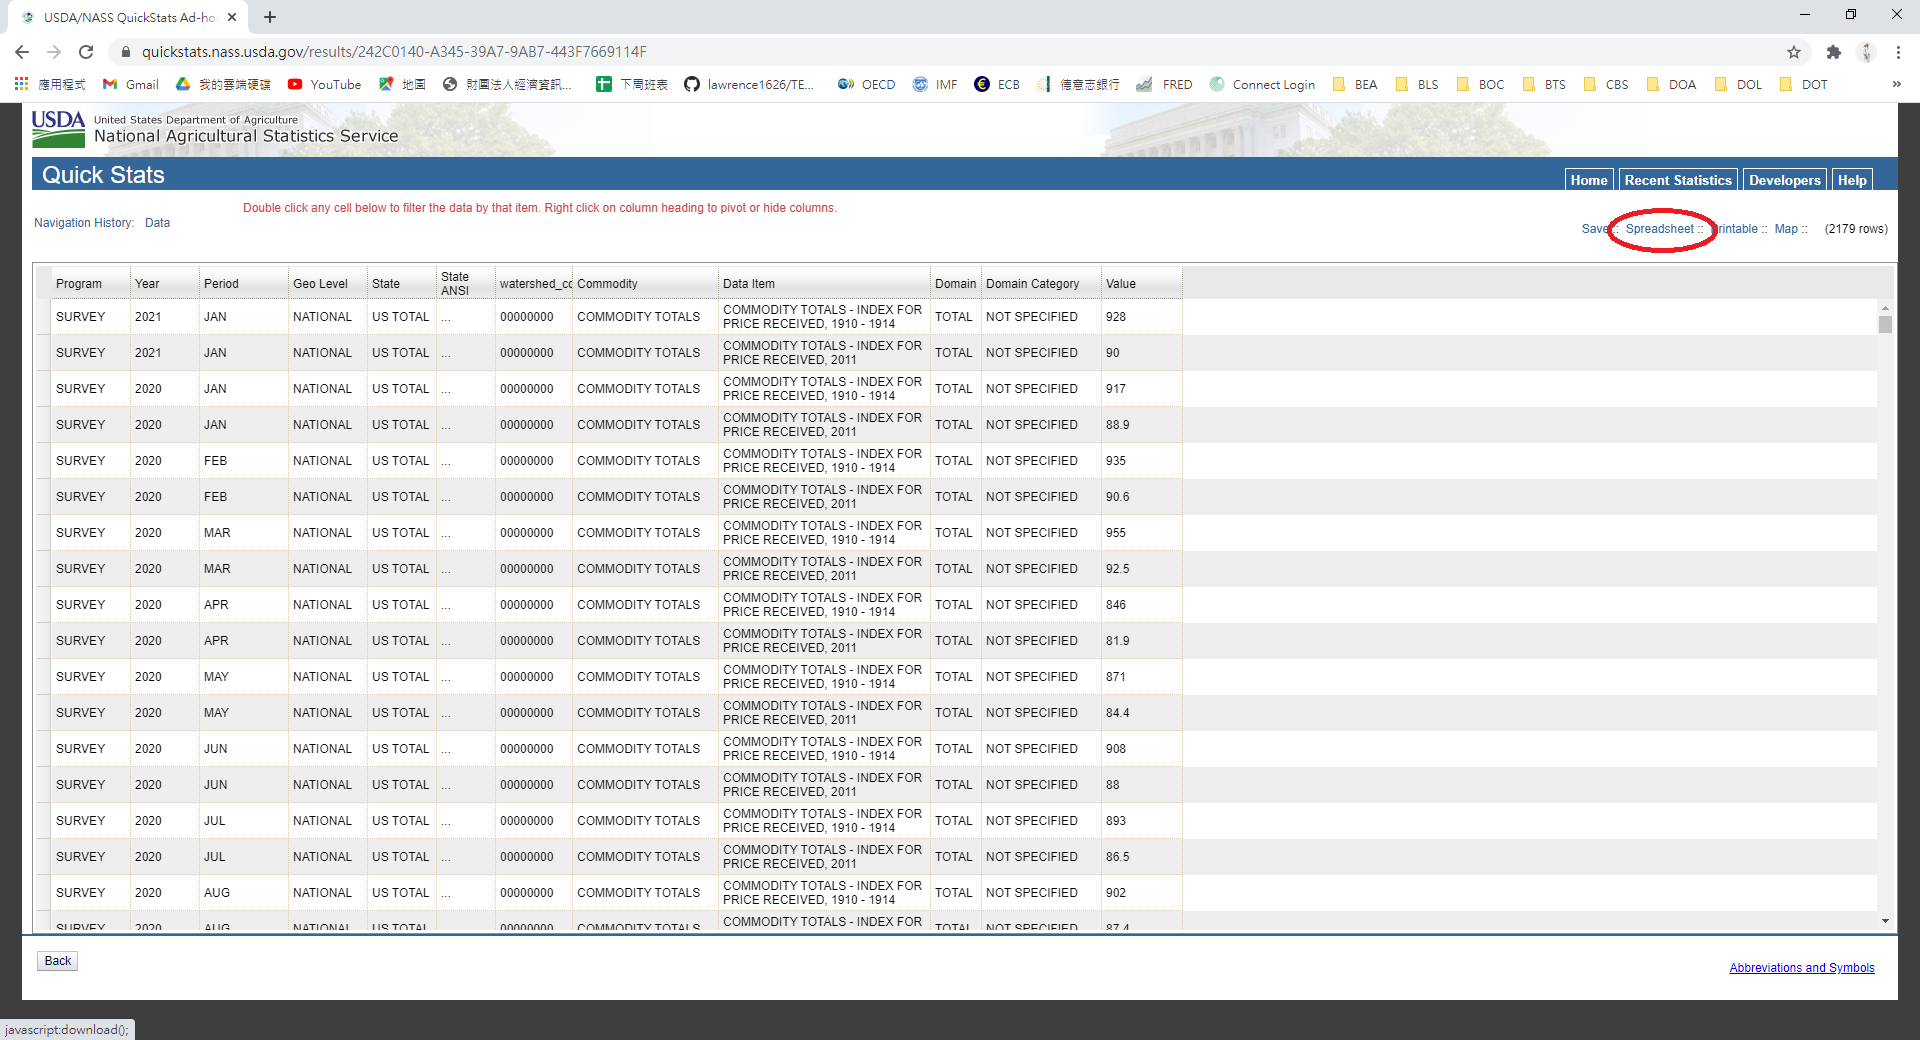 USDA/NASS QuickStats Ad-ho
quickstats.nass.usda.gov/results/242C0140-A345-39A7-9AB7-443F7669114F
應用程式 Gmail 我的雲端硬碟 YouTube 地圖 財團法人經濟資訊... 下周班表 lawrence1626/TE... OECD IMF ECB 德意志銀行 FRED Connect Login BEA BLS BOC BTS CBS DOA DOL DOT »
USDA United States Department of Agriculture
National Agricultural Statistics Service
Quick Stats
Home Recent Statistics Developers Help
Double click any cell below to filter the data by that item. Right click on column heading to pivot or hide columns.
Navigation History: Data
Save :: Spreadsheet :: Printable :: Map :: (2179 rows)
Program Year Period Geo Level State State ANSI watershed_co Commodity Data Item Domain Domain Category Value
SURVEY 2021 JAN NATIONAL US TOTAL ... 00000000 COMMODITY TOTALS COMMODITY TOTALS - INDEX FOR PRICE RECEIVED, 1910 - 1914 TOTAL NOT SPECIFIED 928
SURVEY 2021 JAN NATIONAL US TOTAL ... 00000000 COMMODITY TOTALS COMMODITY TOTALS - INDEX FOR PRICE RECEIVED, 2011 TOTAL NOT SPECIFIED 90
SURVEY 2020 JAN NATIONAL US TOTAL ... 00000000 COMMODITY TOTALS COMMODITY TOTALS - INDEX FOR PRICE RECEIVED, 1910 - 1914 TOTAL NOT SPECIFIED 917
SURVEY 2020 JAN NATIONAL US TOTAL ... 00000000 COMMODITY TOTALS COMMODITY TOTALS - INDEX FOR PRICE RECEIVED, 2011 TOTAL NOT SPECIFIED 88.9
SURVEY 2020 FEB NATIONAL US TOTAL ... 00000000 COMMODITY TOTALS COMMODITY TOTALS - INDEX FOR PRICE RECEIVED, 1910 - 1914 TOTAL NOT SPECIFIED 935
SURVEY 2020 FEB NATIONAL US TOTAL ... 00000000 COMMODITY TOTALS COMMODITY TOTALS - INDEX FOR PRICE RECEIVED, 2011 TOTAL NOT SPECIFIED 90.6
SURVEY 2020 MAR NATIONAL US TOTAL ... 00000000 COMMODITY TOTALS COMMODITY TOTALS - INDEX FOR PRICE RECEIVED, 1910 - 1914 TOTAL NOT SPECIFIED 955
SURVEY 2020 MAR NATIONAL US TOTAL ... 00000000 COMMODITY TOTALS COMMODITY TOTALS - INDEX FOR PRICE RECEIVED, 2011 TOTAL NOT SPECIFIED 92.5
SURVEY 2020 APR NATIONAL US TOTAL ... 00000000 COMMODITY TOTALS COMMODITY TOTALS - INDEX FOR PRICE RECEIVED, 1910 - 1914 TOTAL NOT SPECIFIED 846
SURVEY 2020 APR NATIONAL US TOTAL ... 00000000 COMMODITY TOTALS COMMODITY TOTALS - INDEX FOR PRICE RECEIVED, 2011 TOTAL NOT SPECIFIED 81.9
SURVEY 2020 MAY NATIONAL US TOTAL ... 00000000 COMMODITY TOTALS COMMODITY TOTALS - INDEX FOR PRICE RECEIVED, 1910 - 1914 TOTAL NOT SPECIFIED 871
SURVEY 2020 MAY NATIONAL US TOTAL ... 00000000 COMMODITY TOTALS COMMODITY TOTALS - INDEX FOR PRICE RECEIVED, 2011 TOTAL NOT SPECIFIED 84.4
SURVEY 2020 JUN NATIONAL US TOTAL ... 00000000 COMMODITY TOTALS COMMODITY TOTALS - INDEX FOR PRICE RECEIVED, 1910 - 1914 TOTAL NOT SPECIFIED 908
SURVEY 2020 JUN NATIONAL US TOTAL ... 00000000 COMMODITY TOTALS COMMODITY TOTALS - INDEX FOR PRICE RECEIVED, 2011 TOTAL NOT SPECIFIED 88
SURVEY 2020 JUL NATIONAL US TOTAL ... 00000000 COMMODITY TOTALS COMMODITY TOTALS - INDEX FOR PRICE RECEIVED, 1910 - 1914 TOTAL NOT SPECIFIED 893
SURVEY 2020 JUL NATIONAL US TOTAL ... 00000000 COMMODITY TOTALS COMMODITY TOTALS - INDEX FOR PRICE RECEIVED, 2011 TOTAL NOT SPECIFIED 86.5
SURVEY 2020 AUG NATIONAL US TOTAL ... 00000000 COMMODITY TOTALS COMMODITY TOTALS - INDEX FOR PRICE RECEIVED, 1910 - 1914 TOTAL NOT SPECIFIED 902
SURVEY 2020 AUG NATIONAL US TOTAL ... 00000000 COMMODITY TOTALS COMMODITY TOTALS - INDEX FOR TOTAL NOT SPECIFIED 87.4
Back
Abbreviations and Symbols
javascript:download();